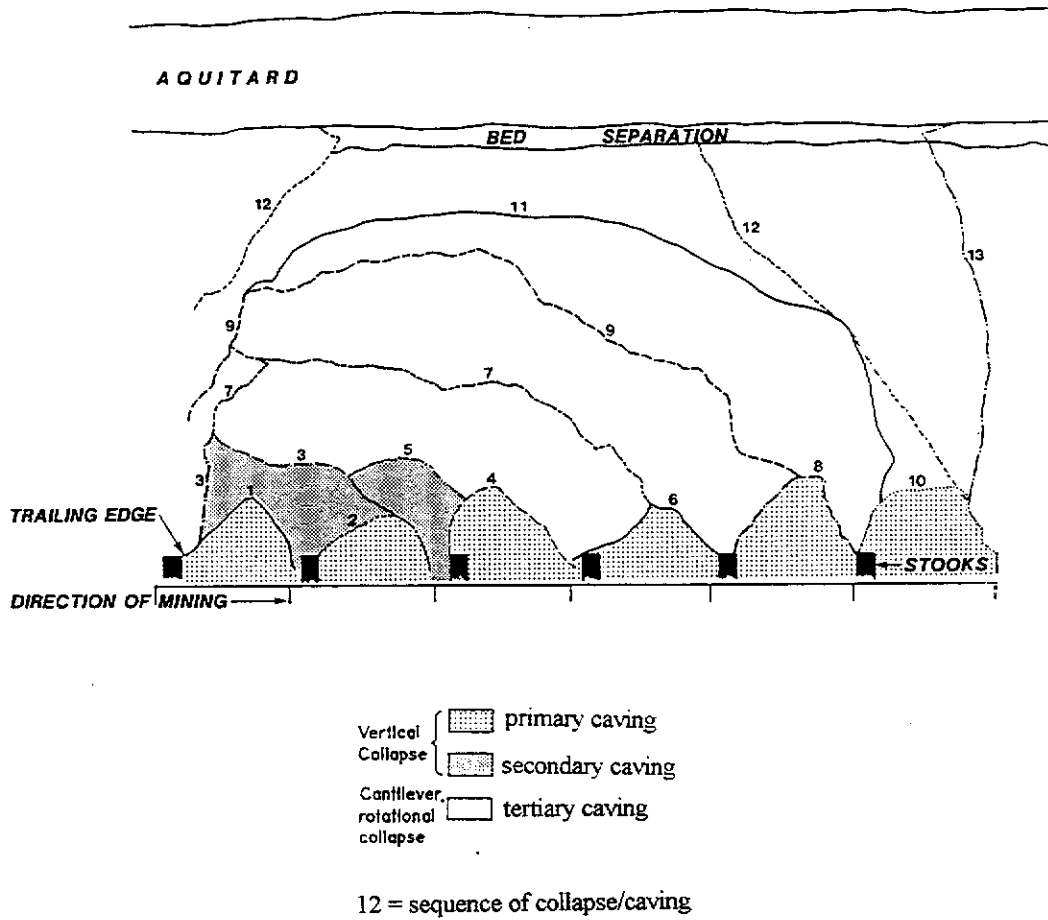 AQUITARD
BED SEPARATION
12
11
12
13
9
9
7
7
3
5
3
1
2
4
6
8
10
TRAILING EDGE
STOOKS
DIRECTION OF MINING
Vertical
Collapse
primary caving
secondary caving
Cantilever,
rotational
collapse
tertiary caving
12 = sequence of collapse/caving